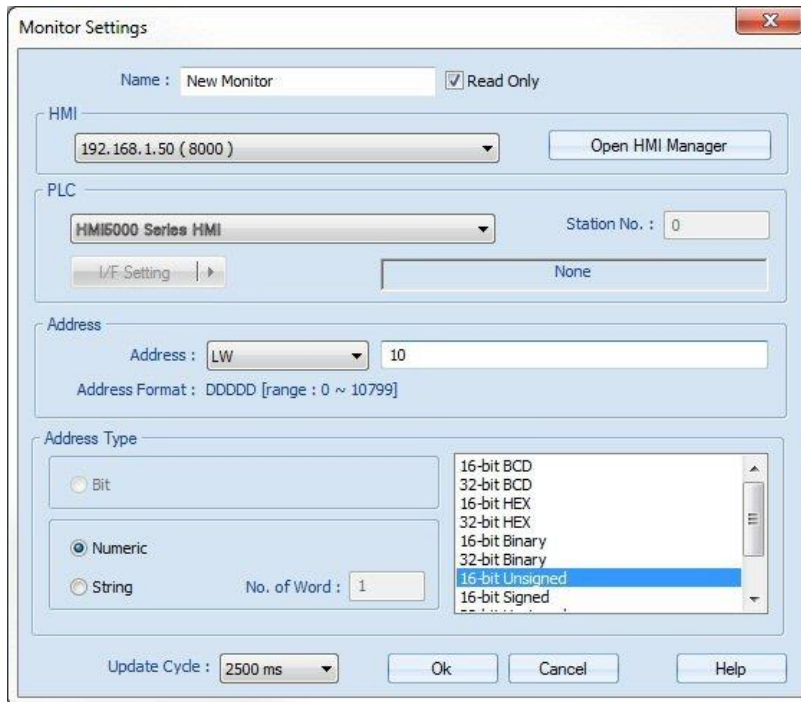 Monitor Settings
Name : New Monitor Read Only
HMI
192.168.1.50 ( 8000 ) Open HMI Manager
PLC
HMI5000 Series HMI Station No. : 0
I/F Setting None
Address
Address : LW 10
Address Format : DDDDD [range : 0 ~ 10799]
Address Type
Bit
Numeric
String No. of Word : 1
16-bit BCD
32-bit BCD
16-bit HEX
32-bit HEX
16-bit Binary
32-bit Binary
16-bit Unsigned
16-bit Signed
Update Cycle : 2500 ms Ok Cancel Help